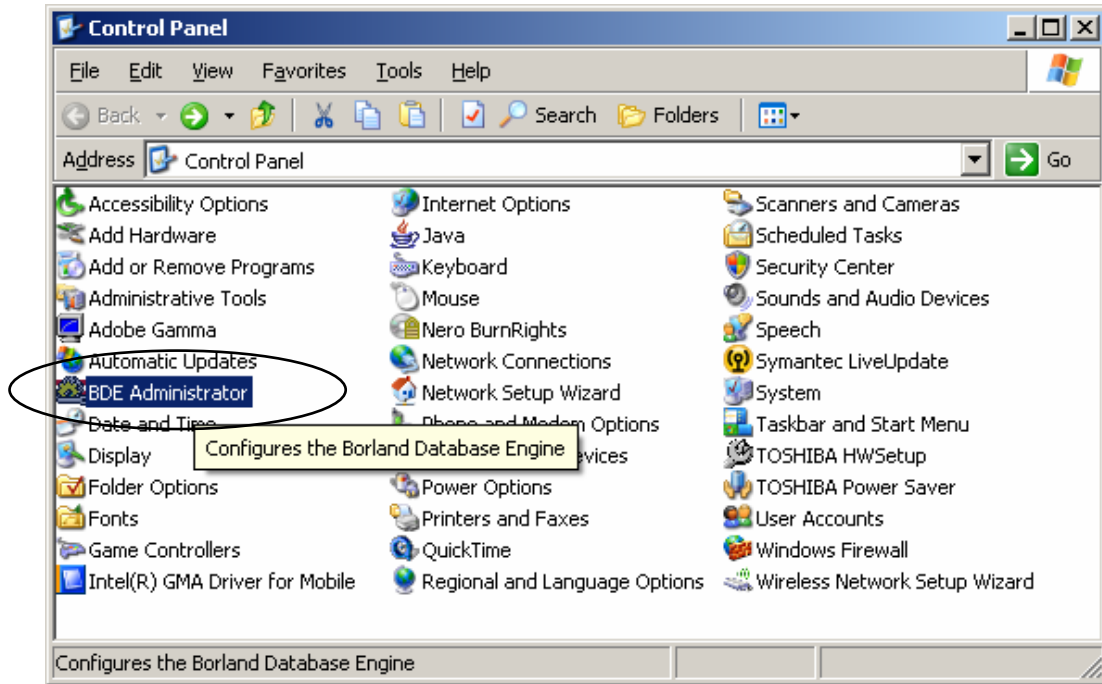 Control Panel
File Edit View Favorites Tools Help
Back Search Folders
Address Control Panel Go
Accessibility Options Internet Options Scanners and Cameras
Add Hardware Java Scheduled Tasks
Add or Remove Programs Keyboard Security Center
Administrative Tools Mouse Sounds and Audio Devices
Adobe Gamma Nero BurnRights Speech
Automatic Updates Network Connections Symantec LiveUpdate
BDE Administrator Network Setup Wizard System
Date and Time Phone and Modem Options Taskbar and Start Menu
Display Configures the Borland Database Engine TOSHIBA HWSetup
Folder Options Power Options TOSHIBA Power Saver
Fonts Printers and Faxes User Accounts
Game Controllers QuickTime Windows Firewall
Intel(R) GMA Driver for Mobile Regional and Language Options Wireless Network Setup Wizard
Configures the Borland Database Engine